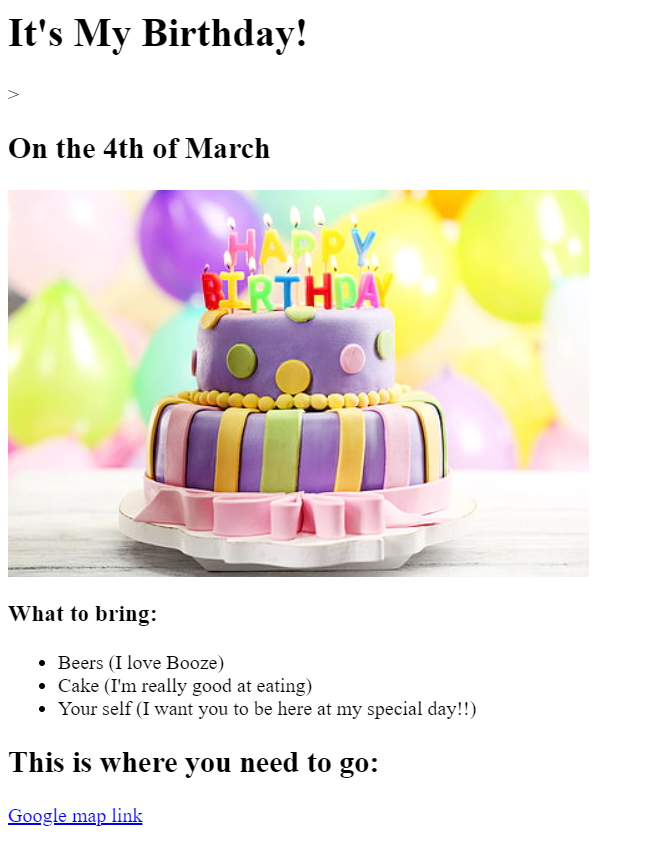 It's My Birthday!
>
On the 4th of March
HAPPY
BIRTHDAY
What to bring:
Beers (I love Booze)
Cake (I'm really good at eating)
Your self (I want you to be here at my special day!!)
This is where you need to go:
Google map link